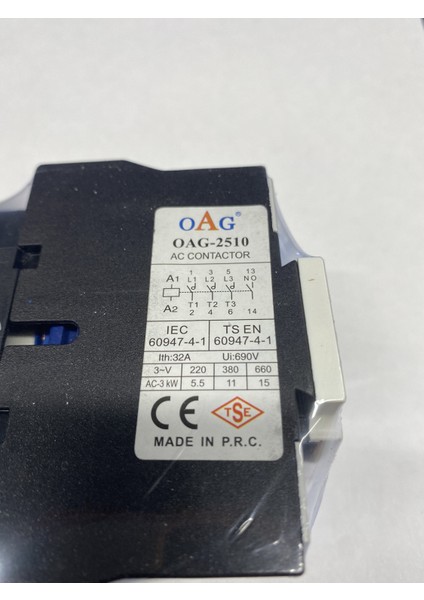 OAG®
OAG-2510
AC CONTACTOR
1 3 5 13
A1 L1 L2 L3 NO
A2 T1 T2 T3
2 4 6 14
IEC TS EN
60947-4-1 60947-4-1
Ith:32A Ui:690V
3~V 220 380 660
AC-3 kW 5.5 11 15
CE TSE
MADE IN P.R.C.